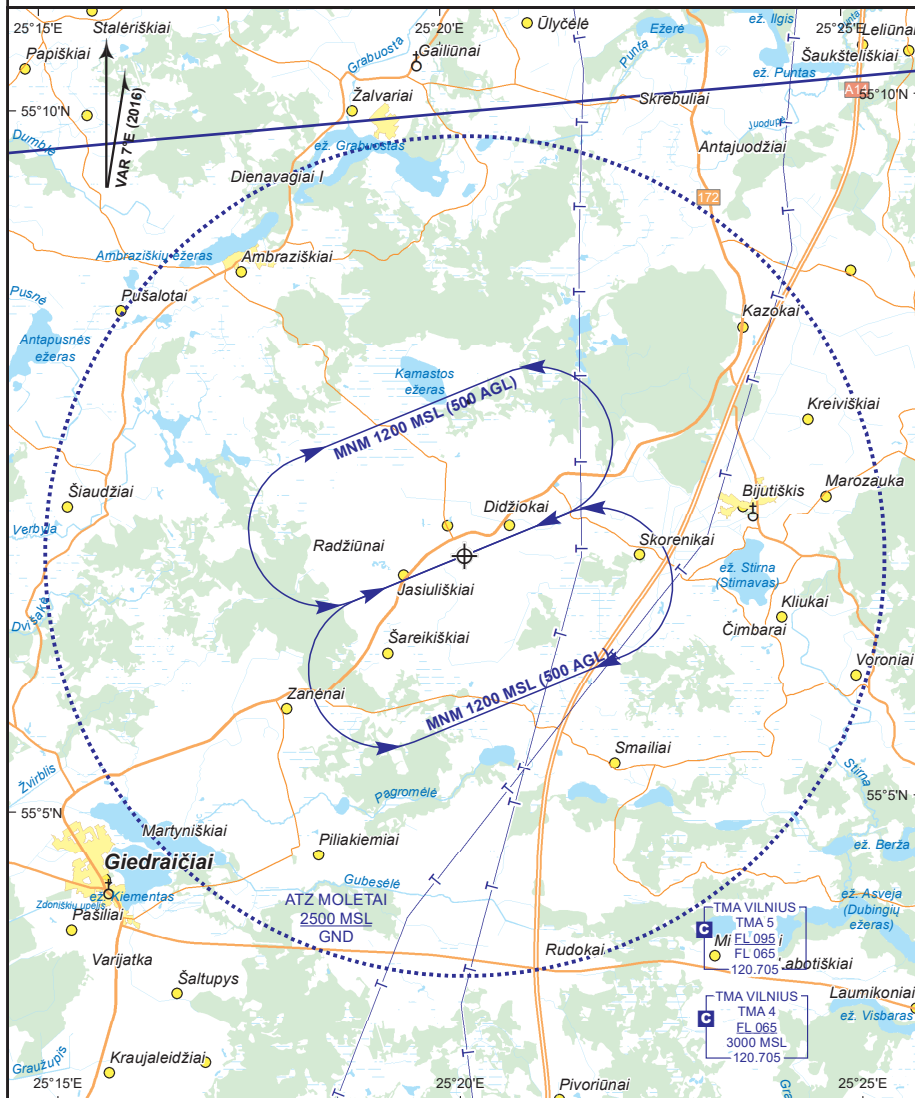 25°15'E
Stalėriškiai
25°20'E
Ūlyčėlė
Ežerė
ež. Ilgis
25°25'E
Leliūnai
Papiškiai
Grabuosta
Gailiūnai
Punta
Šaukšteliškiai
ež. Puntas
55°10'N
VAR 7°E (2016)
Žalvariai
Skrebuliai
55°10'N
Dumblė
ež. Grabuostas
Juodupė
Antajuodžiai
Dienavagiai I
172
Ambraziškių ežeras
Ambraziškiai
Pusnė
Pušalotai
Antapusnės
ežeras
Kazokai
Kamastos
ežeras
MNM 1200 MSL (500 AGL)
Kreiviškiai
Šiaudžiai
Bijutiškis
Marozauka
Verbyla
Didžiokai
Radžiūnai
Skorenikai
ež. Stirna
(Stirnavas)
Jasiuliškiai
Dvišaka
Kliukai
Čimbarai
Šareikiškiai
Voroniai
MNM 1200 MSL (500 AGL)
Zanėnai
Smailiai
Žvirblis
Pagromėlė
Stirna
55°5'N
55°5'N
Martyniškiai
Piliakiemiai
ež. Berža
Giedraičiai
Gubesėlė
ež. Kiementas
Zdoniškių upelis
ATZ MOLETAI
2500 MSL
GND
ež. Asveja
(Dubingių
ežeras)
Pašiliai
C
TMA VILNIUS
TMA 5
FL 095
FL 065
120.705
Varijatka
Rudokai
Šaltupys
Laumikoniai
ež. Visbaras
C
TMA VILNIUS
TMA 4
FL 065
3000 MSL
120.705
Graužupis
Kraujaleidžiai
25°15'E
25°20'E
Pivoriūnai
25°25'E